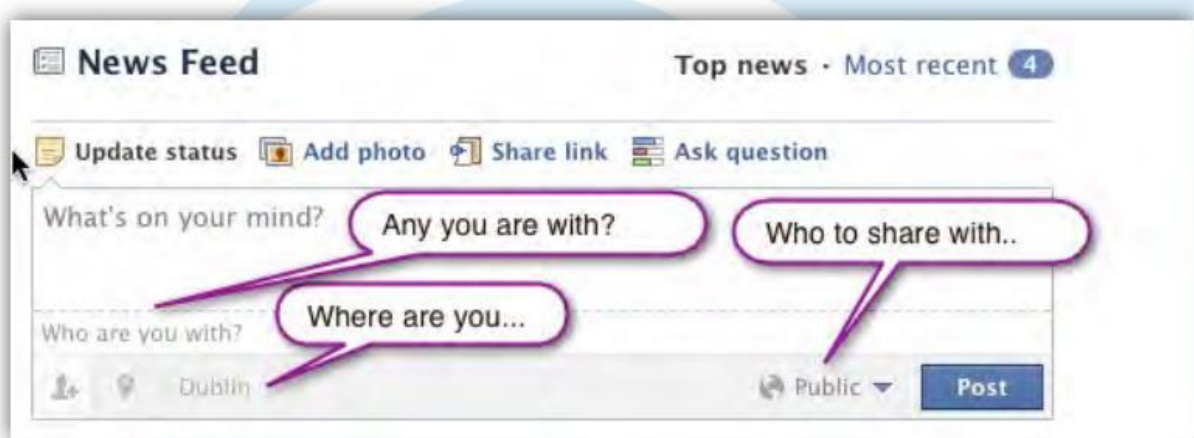 News Feed
Top news · Most recent 4
Update status Add photo Share link Ask question
What's on your mind?
Any you are with?
Who to share with..
Where are you...
Who are you with?
Dublin
Public
Post